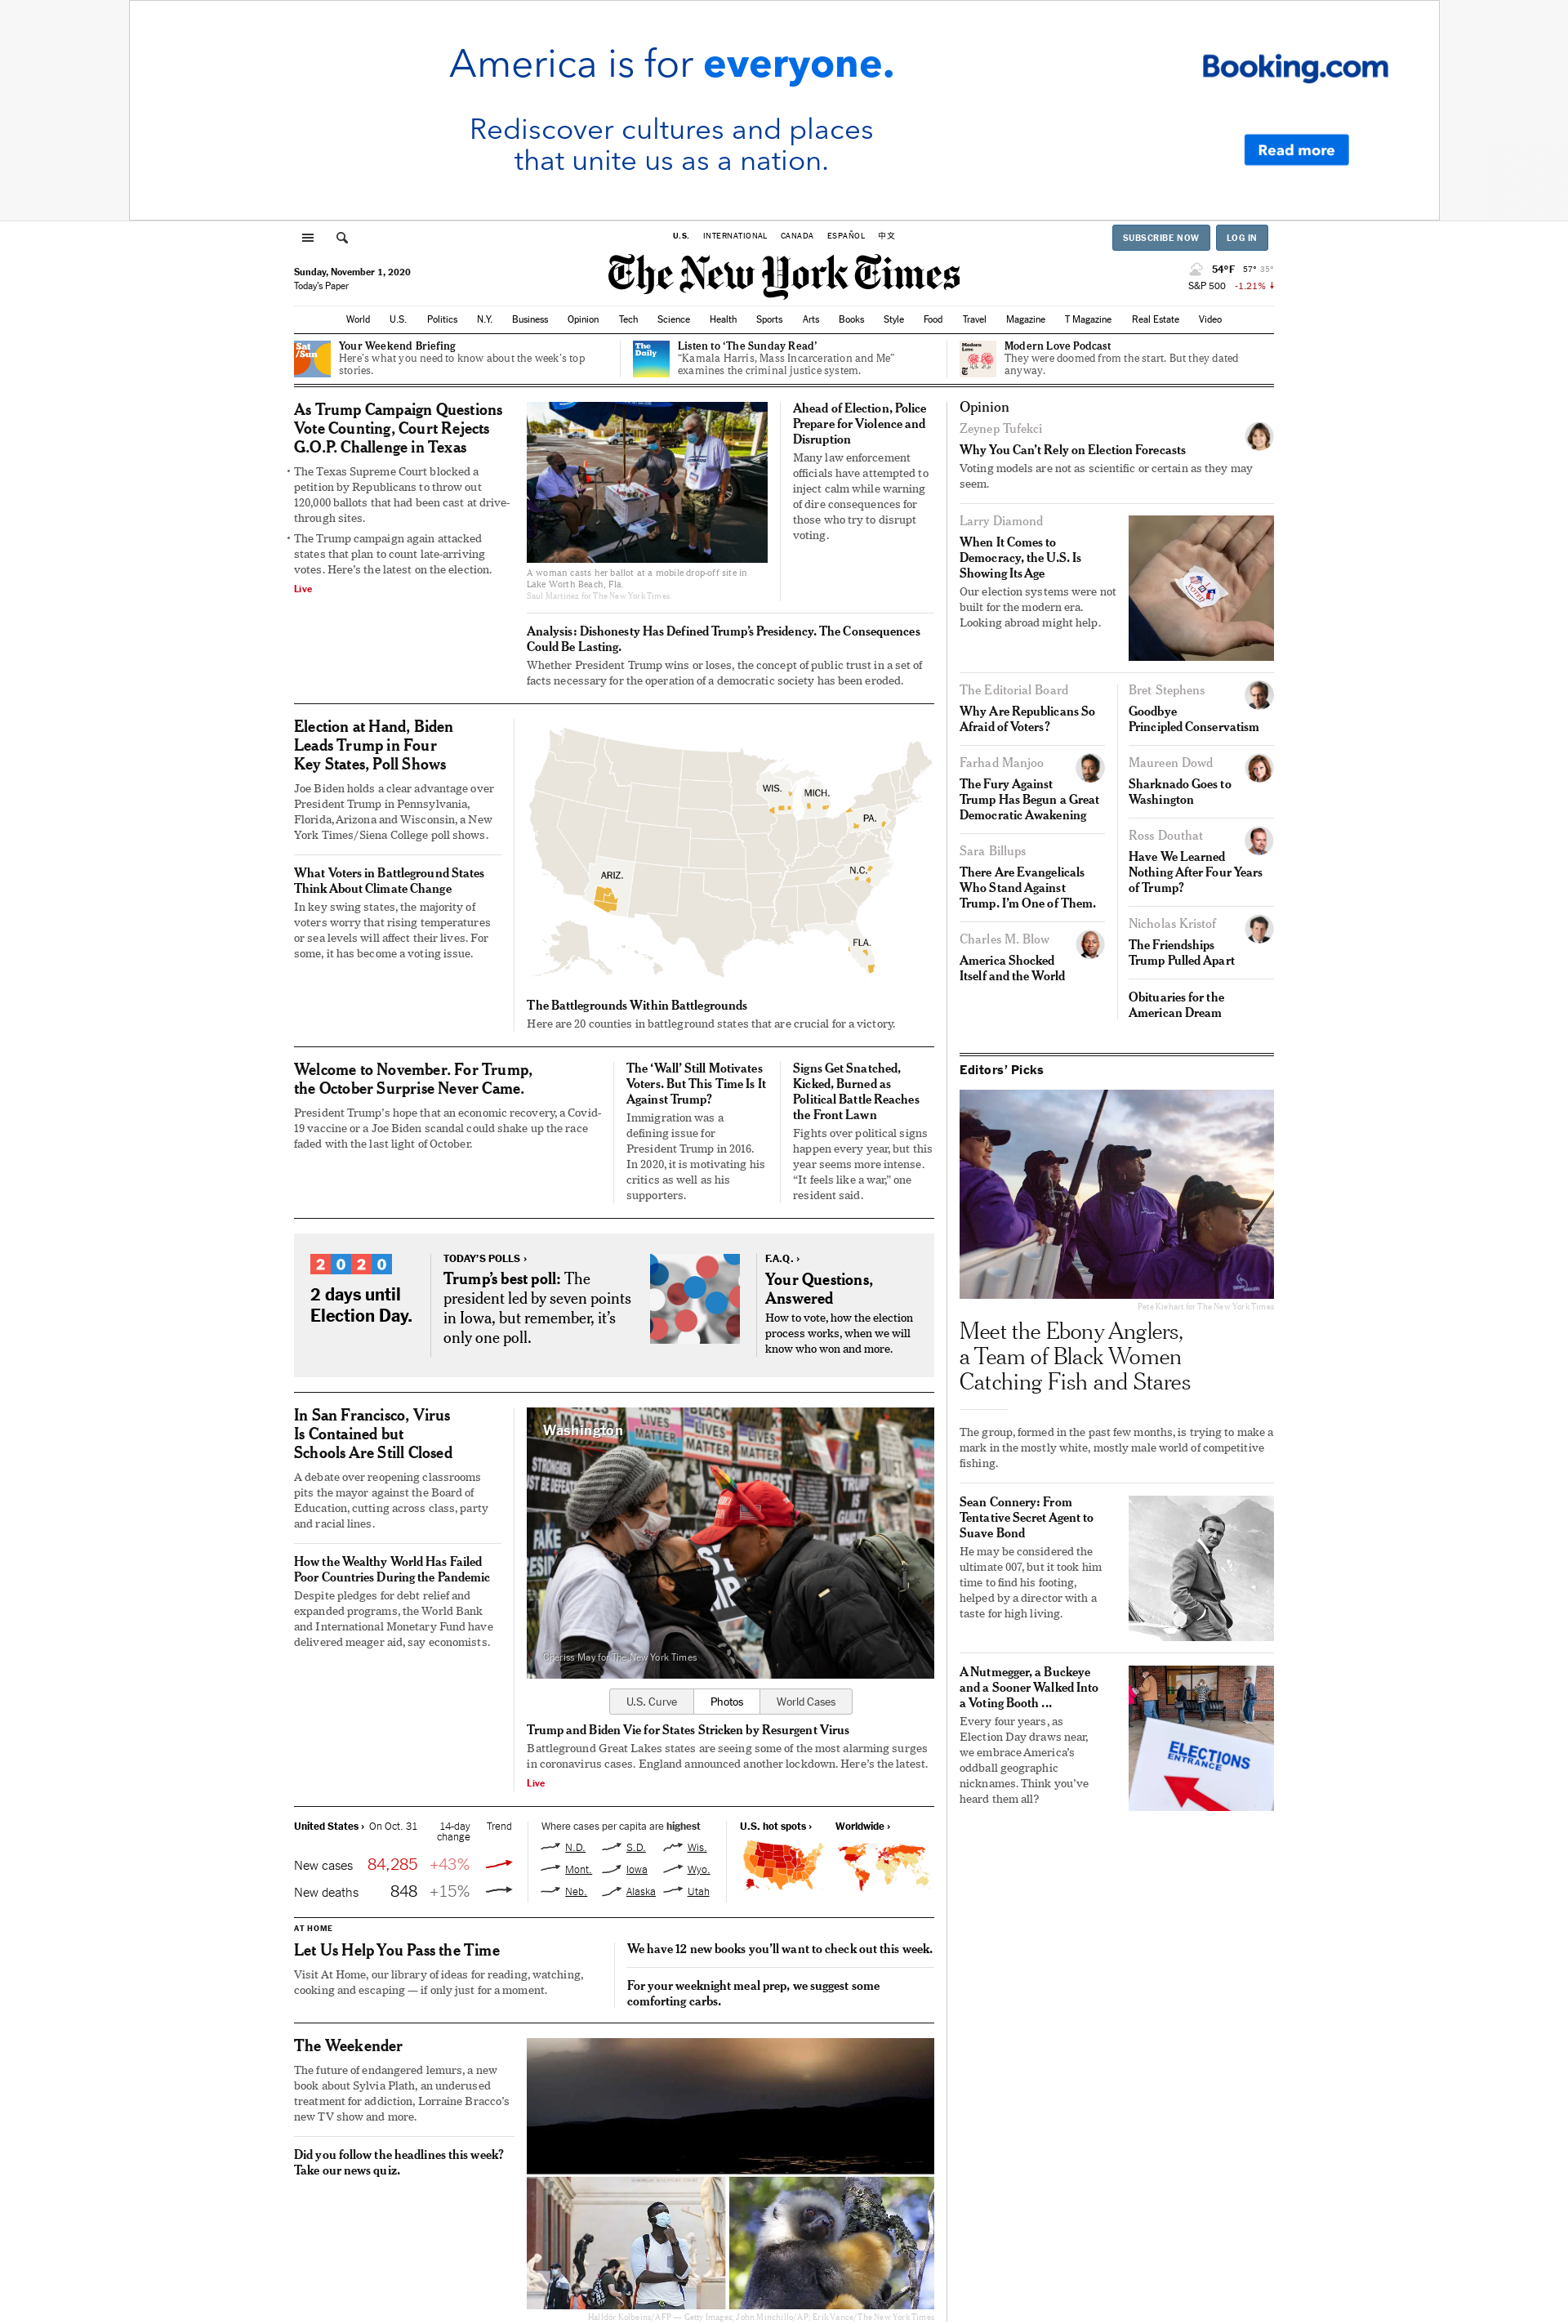 America is for everyone.
Booking.com
Rediscover cultures and places
that unite us as a nation.
Read more
U.S. INTERNATIONAL CANADA ESPAÑOL 中文
SUBSCRIBE NOW LOG IN
The New York Times
Sunday, November 1, 2020
Today's Paper
54°F 57° 35°
S&P 500 -1.21%
World U.S. Politics N.Y. Business Opinion Tech Science Health Sports Arts Books Style Food Travel Magazine T Magazine Real Estate Video
Sat/
Sun
Your Weekend Briefing
Here's what you need to know about the week's top
stories.
The
Daily
Listen to ‘The Sunday Read’
“Kamala Harris, Mass Incarceration and Me”
examines the criminal justice system.
Modern
Love
Modern Love Podcast
They were doomed from the start. But they dated
anyway.
As Trump Campaign Questions
Vote Counting, Court Rejects
G.O.P. Challenge in Texas
• The Texas Supreme Court blocked a
petition by Republicans to throw out
120,000 ballots that had been cast at drive-
through sites.
• The Trump campaign again attacked
states that plan to count late-arriving
votes. Here’s the latest on the election.
Live
A woman casts her ballot at a mobile drop-off site in
Lake Worth Beach, Fla.
Saul Martinez for The New York Times
Ahead of Election, Police
Prepare for Violence and
Disruption
Many law enforcement
officials have attempted to
inject calm while warning
of dire consequences for
those who try to disrupt
voting.
Analysis: Dishonesty Has Defined Trump’s Presidency. The Consequences
Could Be Lasting.
Whether President Trump wins or loses, the concept of public trust in a set of
facts necessary for the operation of a democratic society has been eroded.
Election at Hand, Biden
Leads Trump in Four
Key States, Poll Shows
Joe Biden holds a clear advantage over
President Trump in Pennsylvania,
Florida, Arizona and Wisconsin, a New
York Times/Siena College poll shows.
What Voters in Battleground States
Think About Climate Change
In key swing states, the majority of
voters worry that rising temperatures
or sea levels will affect their lives. For
some, it has become a voting issue.
WIS.
MICH.
PA.
N.C.
ARIZ.
FLA.
The Battlegrounds Within Battlegrounds
Here are 20 counties in battleground states that are crucial for a victory.
Welcome to November. For Trump,
the October Surprise Never Came.
President Trump’s hope that an economic recovery, a Covid-
19 vaccine or a Joe Biden scandal could shake up the race
faded with the last light of October.
The ‘Wall’ Still Motivates
Voters. But This Time Is It
Against Trump?
Immigration was a
defining issue for
President Trump in 2016.
In 2020, it is motivating his
critics as well as his
supporters.
Signs Get Snatched,
Kicked, Burned as
Political Battle Reaches
the Front Lawn
Fights over political signs
happen every year, but this
year seems more intense.
“It feels like a war,” one
resident said.
2020
2 days until
Election Day.
TODAY’S POLLS ›
Trump’s best poll: The
president led by seven points
in Iowa, but remember, it’s
only one poll.
F.A.Q. ›
Your Questions,
Answered
How to vote, how the election
process works, when we will
know who won and more.
In San Francisco, Virus
Is Contained but
Schools Are Still Closed
A debate over reopening classrooms
pits the mayor against the Board of
Education, cutting across class, party
and racial lines.
How the Wealthy World Has Failed
Poor Countries During the Pandemic
Despite pledges for debt relief and
expanded programs, the World Bank
and International Monetary Fund have
delivered meager aid, say economists.
Washington
Cheriss May for The New York Times
U.S. Curve Photos World Cases
Trump and Biden Vie for States Stricken by Resurgent Virus
Battleground Great Lakes states are seeing some of the most alarming surges
in coronavirus cases. England announced another lockdown. Here’s the latest.
Live
United States › On Oct. 31 14-day
change Trend
New cases 84,285 +43%
New deaths 848 +15%
Where cases per capita are highest
N.D. S.D. Wis.
Mont. Iowa Wyo.
Neb. Alaska Utah
U.S. hot spots › Worldwide ›
AT HOME
Let Us Help You Pass the Time
Visit At Home, our library of ideas for reading, watching,
cooking and escaping — if only just for a moment.
We have 12 new books you’ll want to check out this week.
For your weeknight meal prep, we suggest some
comforting carbs.
The Weekender
The future of endangered lemurs, a new
book about Sylvia Plath, an underused
treatment for addiction, Lorraine Bracco’s
new TV show and more.
Did you follow the headlines this week?
Take our news quiz.
Halldór Kolbeins/AFP — Getty Images; John Minchillo/AP; Erik Vance/The New York Times
Opinion
Zeynep Tufekci
Why You Can’t Rely on Election Forecasts
Voting models are not as scientific or certain as they may
seem.
Larry Diamond
When It Comes to
Democracy, the U.S. Is
Showing Its Age
Our election systems were not
built for the modern era.
Looking abroad might help.
The Editorial Board
Why Are Republicans So
Afraid of Voters?
Farhad Manjoo
The Fury Against
Trump Has Begun a Great
Democratic Awakening
Sara Billups
There Are Evangelicals
Who Stand Against
Trump. I’m One of Them.
Charles M. Blow
America Shocked
Itself and the World
Bret Stephens
Goodbye
Principled Conservatism
Maureen Dowd
Sharknado Goes to
Washington
Ross Douthat
Have We Learned
Nothing After Four Years
of Trump?
Nicholas Kristof
The Friendships
Trump Pulled Apart
Obituaries for the
American Dream
Editors’ Picks
Pete Kiehart for The New York Times
Meet the Ebony Anglers,
a Team of Black Women
Catching Fish and Stares
The group, formed in the past few months, is trying to make a
mark in the mostly white, mostly male world of competitive
fishing.
Sean Connery: From
Tentative Secret Agent to
Suave Bond
He may be considered the
ultimate 007, but it took him
time to find his footing,
helped by a director with a
taste for high living.
A Nutmegger, a Buckeye
and a Sooner Walked Into
a Voting Booth ...
Every four years, as
Election Day draws near,
we embrace America’s
oddball geographic
nicknames. Think you’ve
heard them all?
ELECTIONS
ENTRANCE